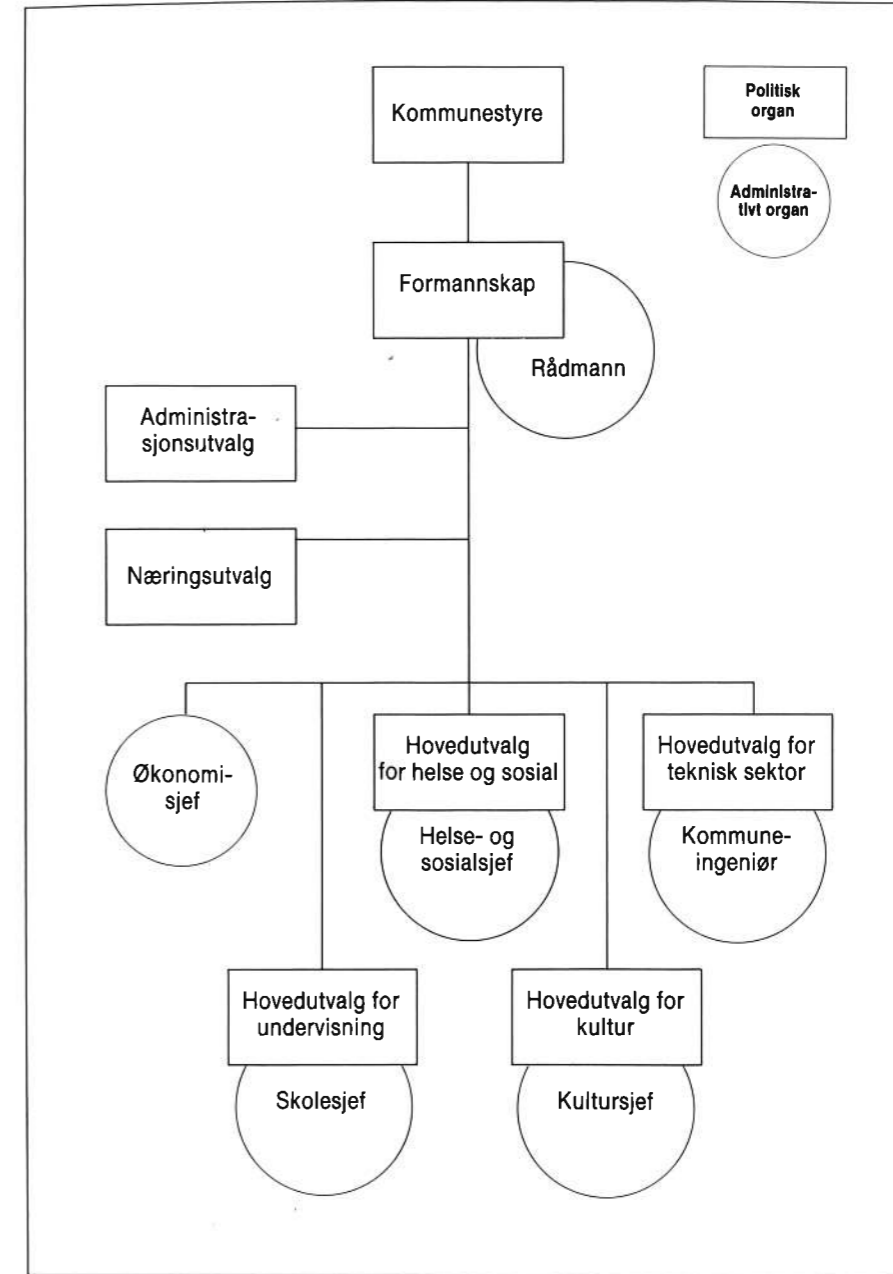 Kommunestyre
Politisk
organ
Administra-
tivt organ
Formannskap
Rådmann
Administra-
sjonsutvalg
Næringsutvalg
Økonomi-
sjef
Hovedutvalg
for helse og sosial
Helse- og
sosialsjef
Hovedutvalg for
teknisk sektor
Kommune-
ingeniør
Hovedutvalg for
undervisning
Skolesjef
Hovedutvalg for
kultur
Kultursjef